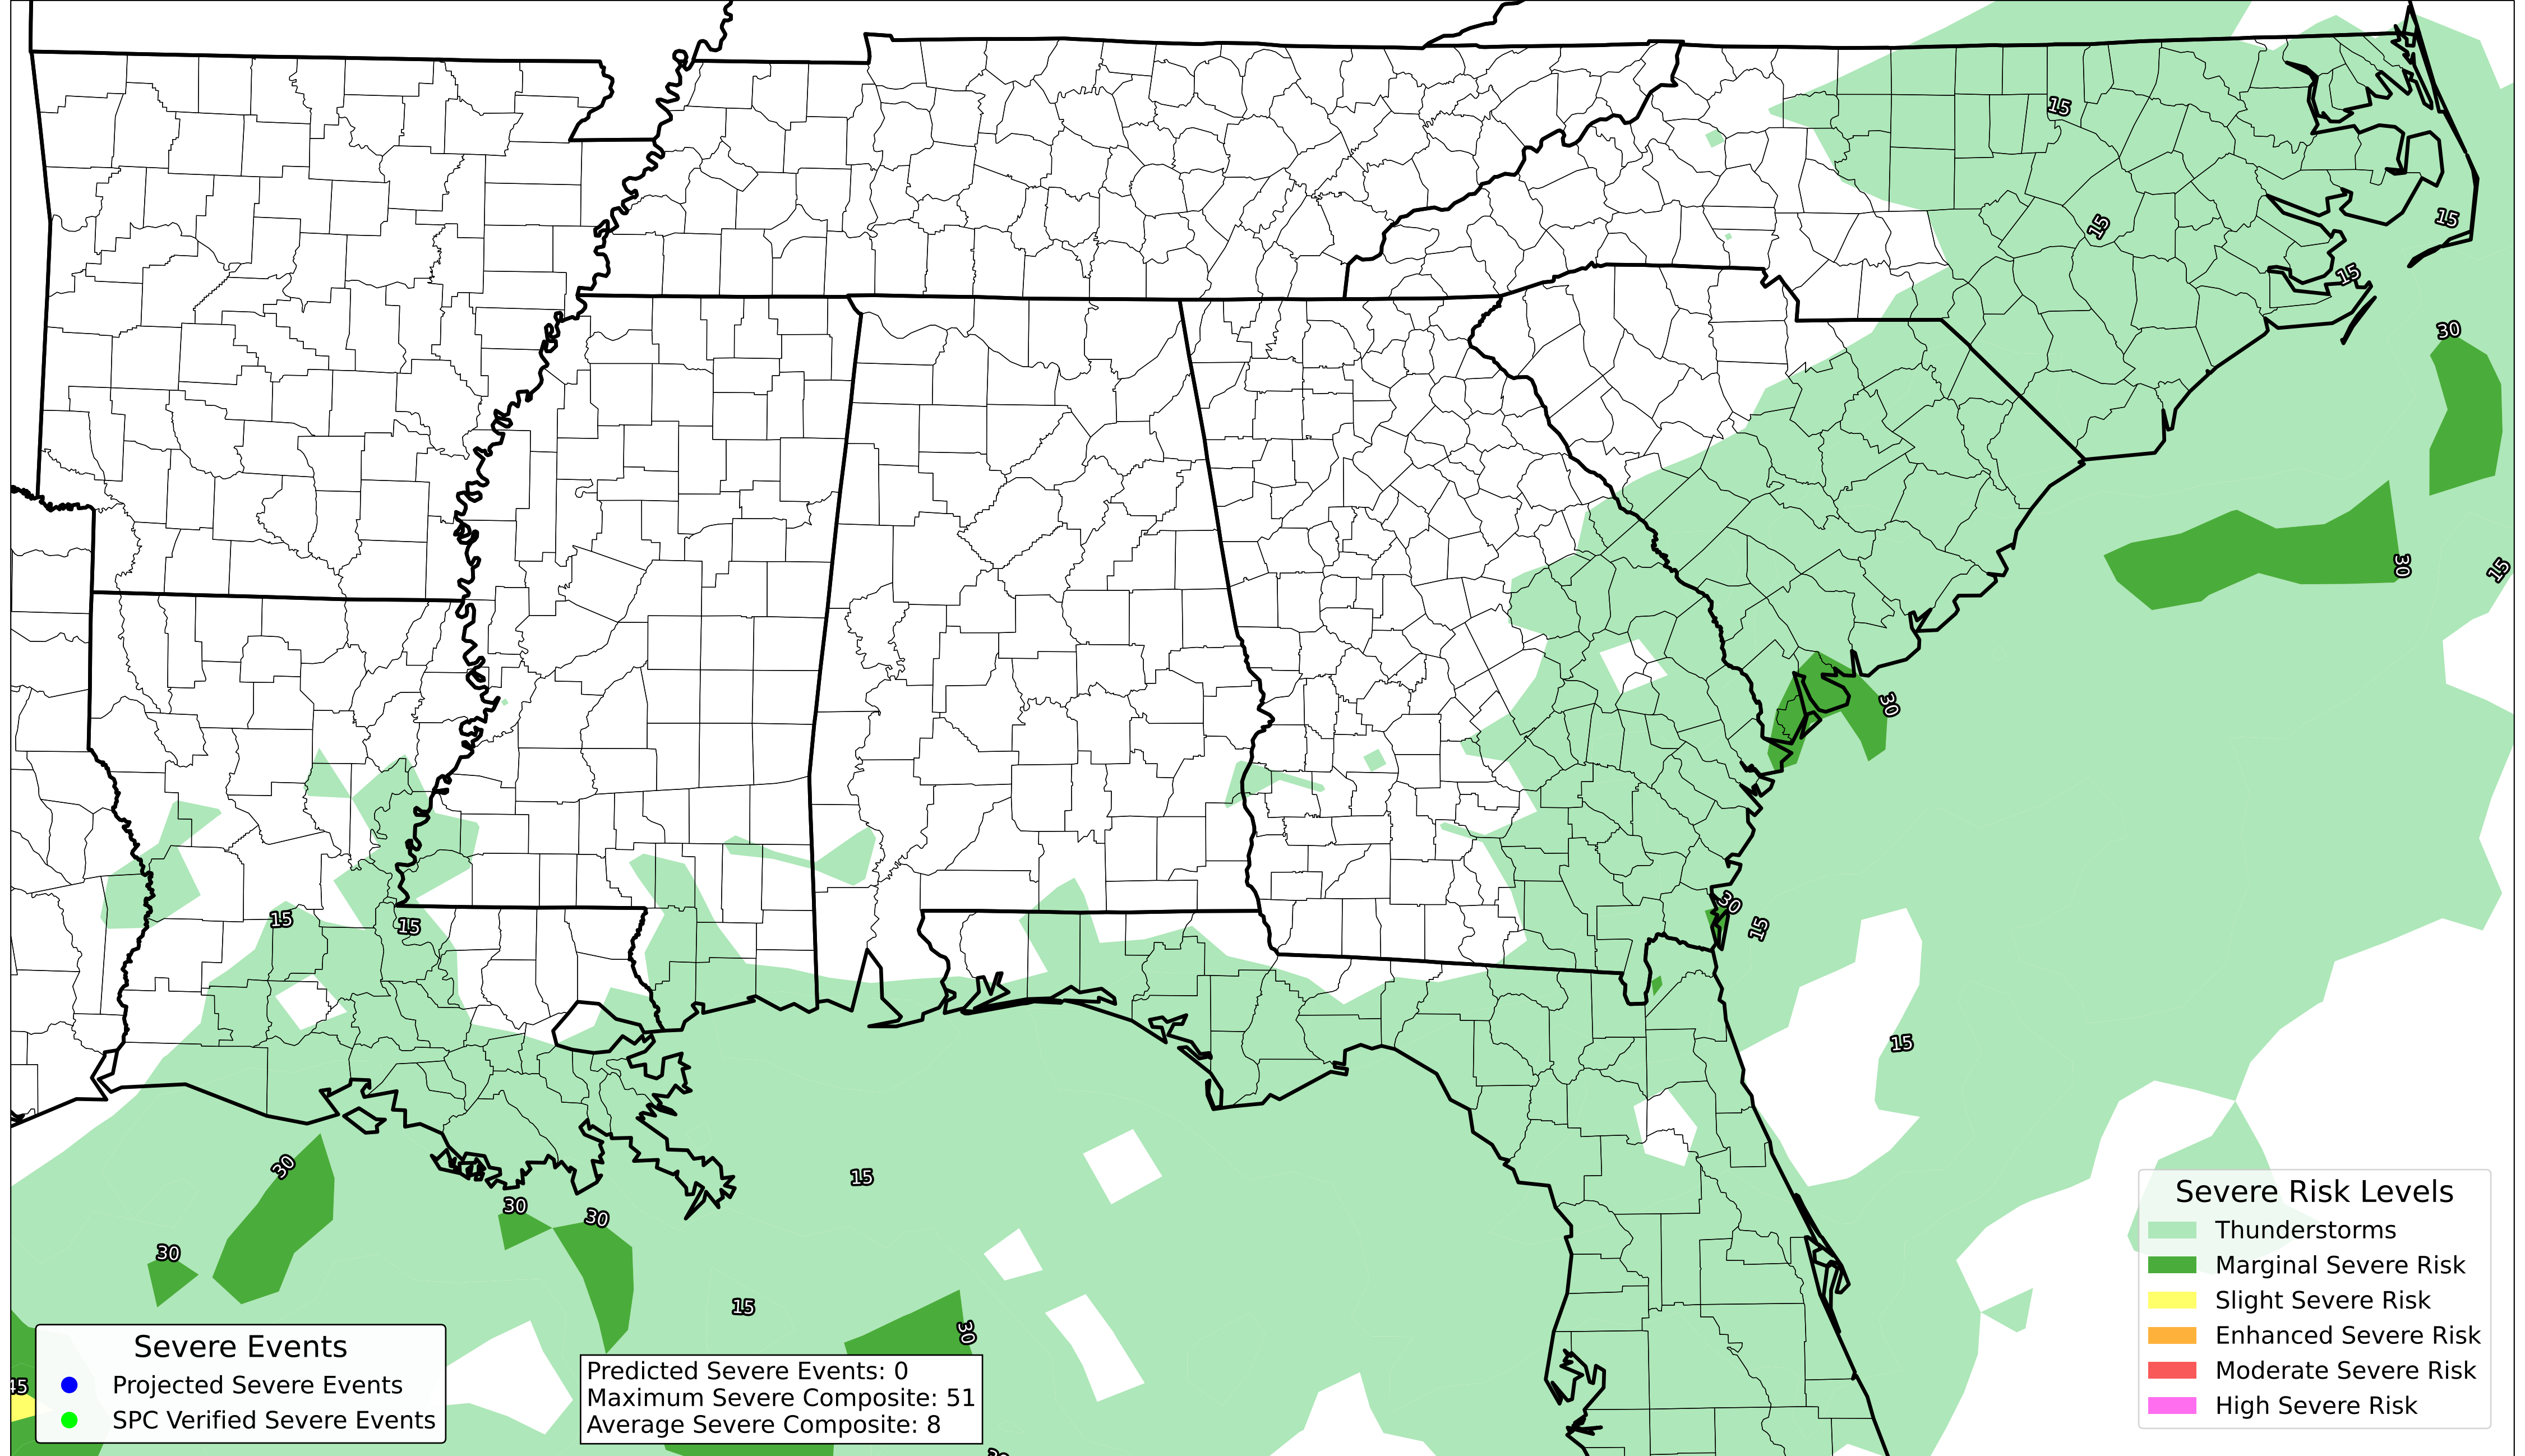 15
15
15
15
30
30
15
30
15
15
30
15
15
30
15
30
30
30
15
30
45
Severe Events
Projected Severe Events
SPC Verified Severe Events
Predicted Severe Events: 0
Maximum Severe Composite: 51
Average Severe Composite: 8
Severe Risk Levels
Thunderstorms
Marginal Severe Risk
Slight Severe Risk
Enhanced Severe Risk
Moderate Severe Risk
High Severe Risk